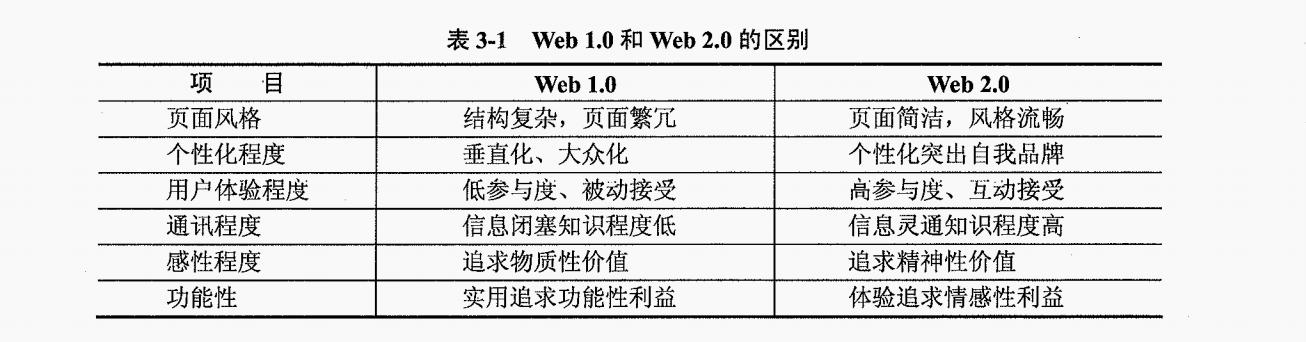 表 3-1 Web 1.0 和 Web 2.0 的区别
项 目 Web 1.0 Web 2.0
页面风格 结构复杂，页面繁冗 页面简洁，风格流畅
个性化程度 垂直化、大众化 个性化突出自我品牌
用户体验程度 低参与度、被动接受 高参与度、互动接受
通讯程度 信息闭塞知识程度低 信息灵通知识程度高
感性程度 追求物质性价值 追求精神性价值
功能性 实用追求功能性利益 体验追求情感性利益